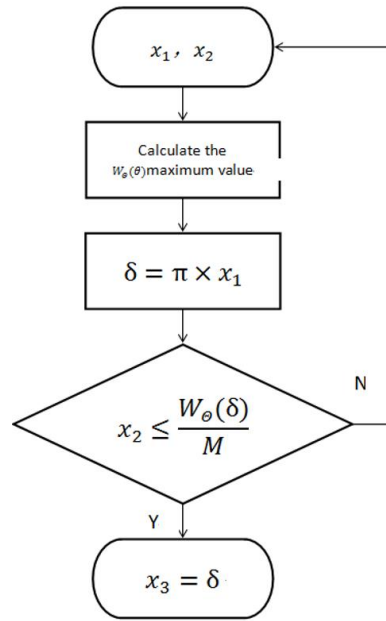 x₁, x₂
Calculate the
W_Θ(θ)maximum value
δ = π × x₁
N
x₂ ≤ W_Θ(δ)/M
Y
x₃ = δ